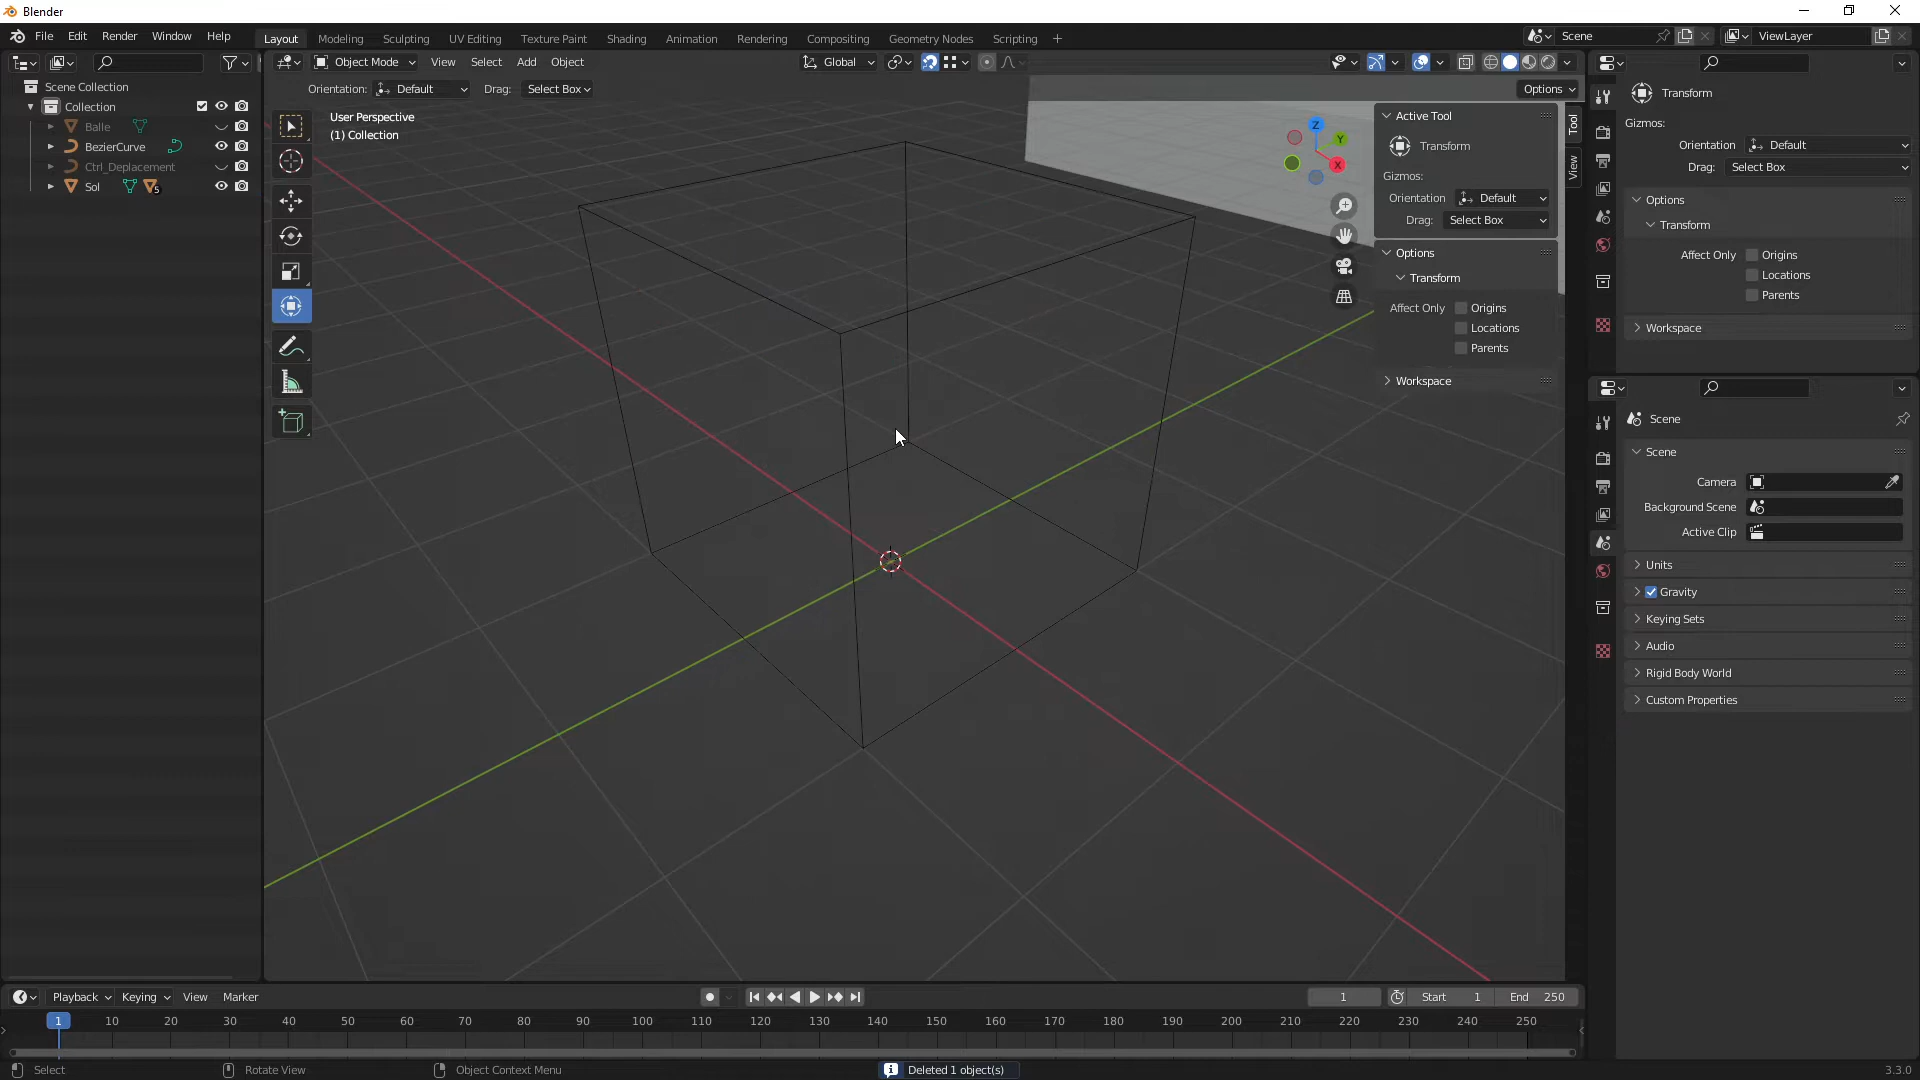 Blender
File Edit Render Window Help
Layout Modeling Sculpting UV Editing Texture Paint Shading Animation Rendering Compositing Geometry Nodes Scripting +
Scene
ViewLayer
Object Mode View Select Add Object
Global
Orientation: Default Drag: Select Box
Options
Scene Collection
Collection
Balle
BezierCurve
Ctrl_Deplacement
Sol
5
User Perspective
(1) Collection
Z
Y
X
Active Tool
Transform
Gizmos:
Orientation Default
Drag: Select Box
Options
Transform
Affect Only Origins
Locations
Parents
Workspace
Tool
View
Transform
Gizmos:
Orientation Default
Drag: Select Box
Options
Transform
Affect Only Origins
Locations
Parents
Workspace
Scene
Scene
Camera
Background Scene
Active Clip
Units
Gravity
Keying Sets
Audio
Rigid Body World
Custom Properties
Playback Keying View Marker
1 Start 1 End 250
1 10 20 30 40 50 60 70 80 90 100 110 120 130 140 150 160 170 180 190 200 210 220 230 240 250
Select Rotate View Object Context Menu Deleted 1 object(s) 3.3.0